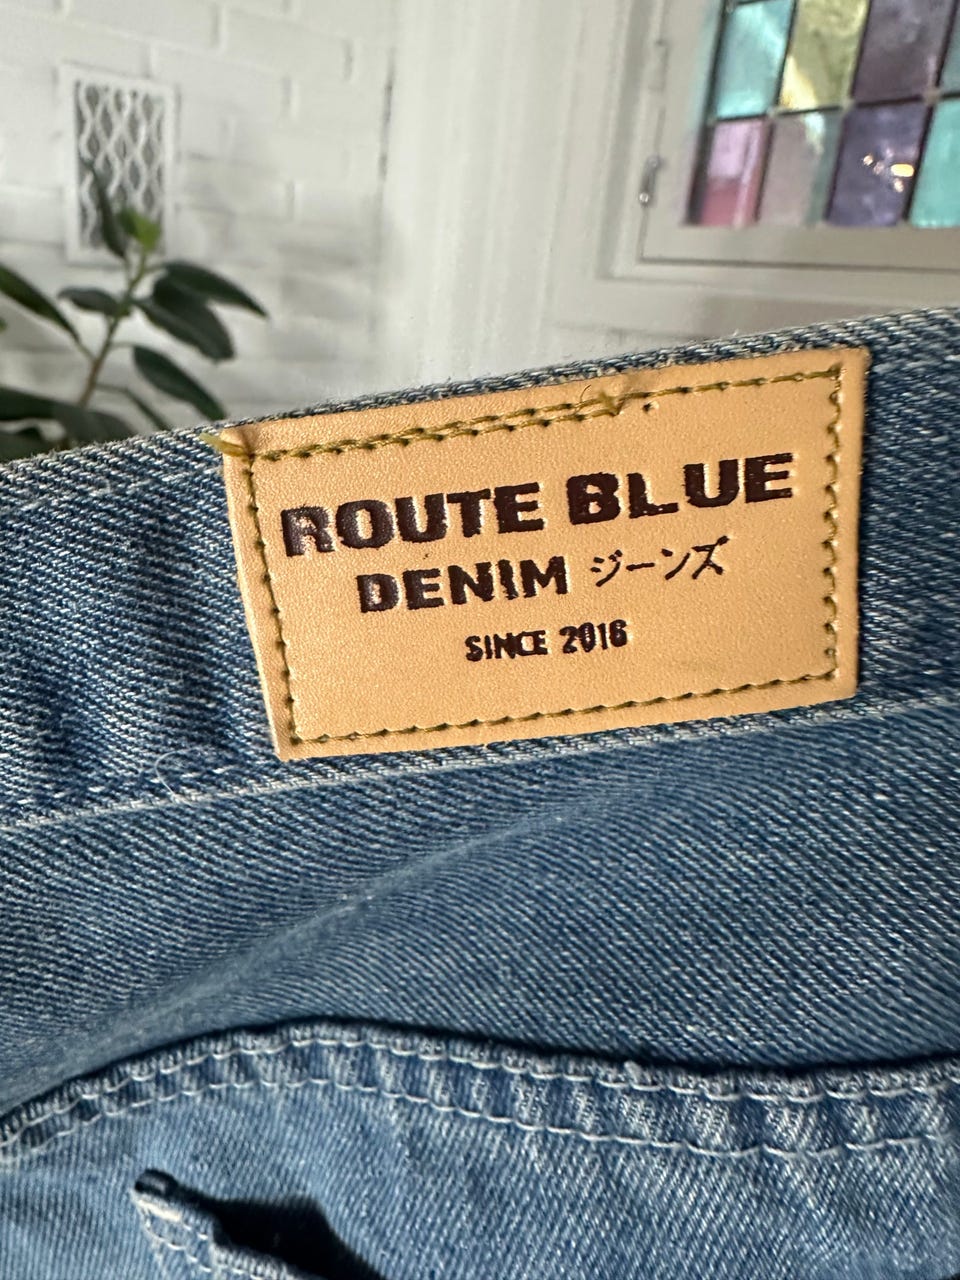 ROUTE BLUE
DENIM ジーンズ
SINCE 2016